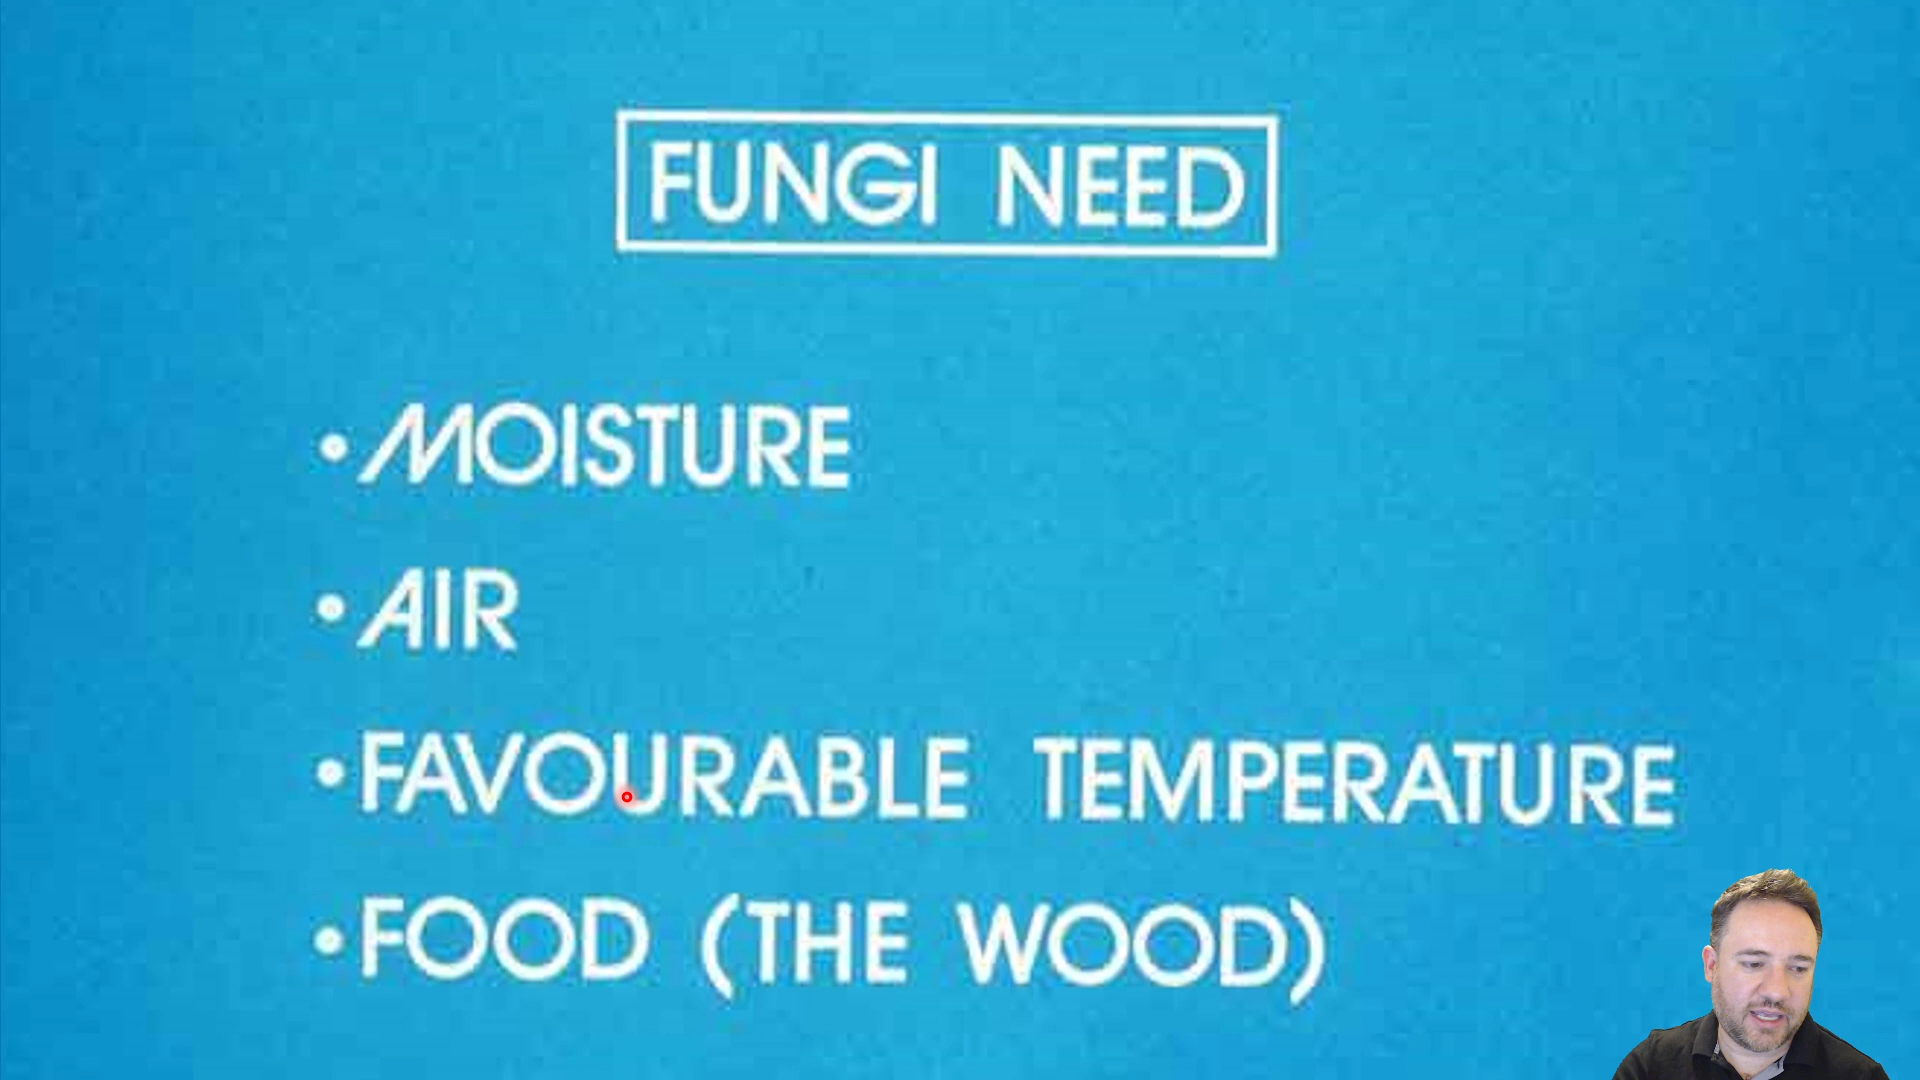 FUNGI NEED
• MOISTURE
• AIR
• FAVOURABLE TEMPERATURE
• FOOD (THE WOOD)